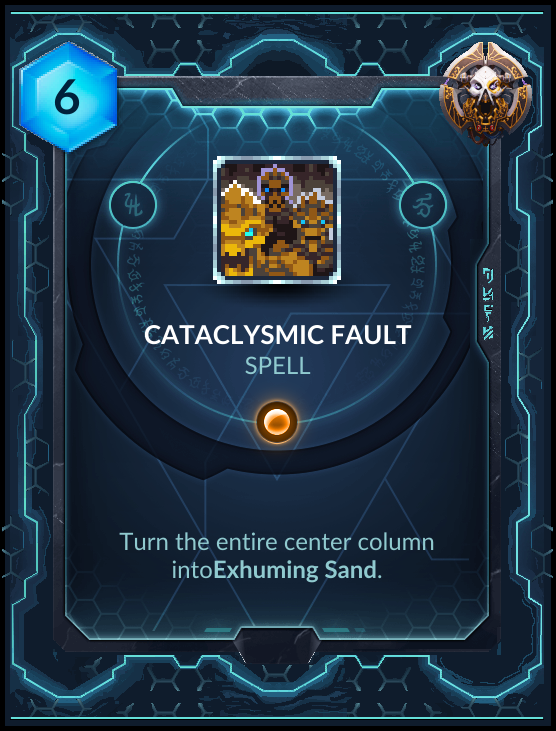 6
CATACLYSMIC FAULT
SPELL
Turn the entire center column
intoExhuming Sand.